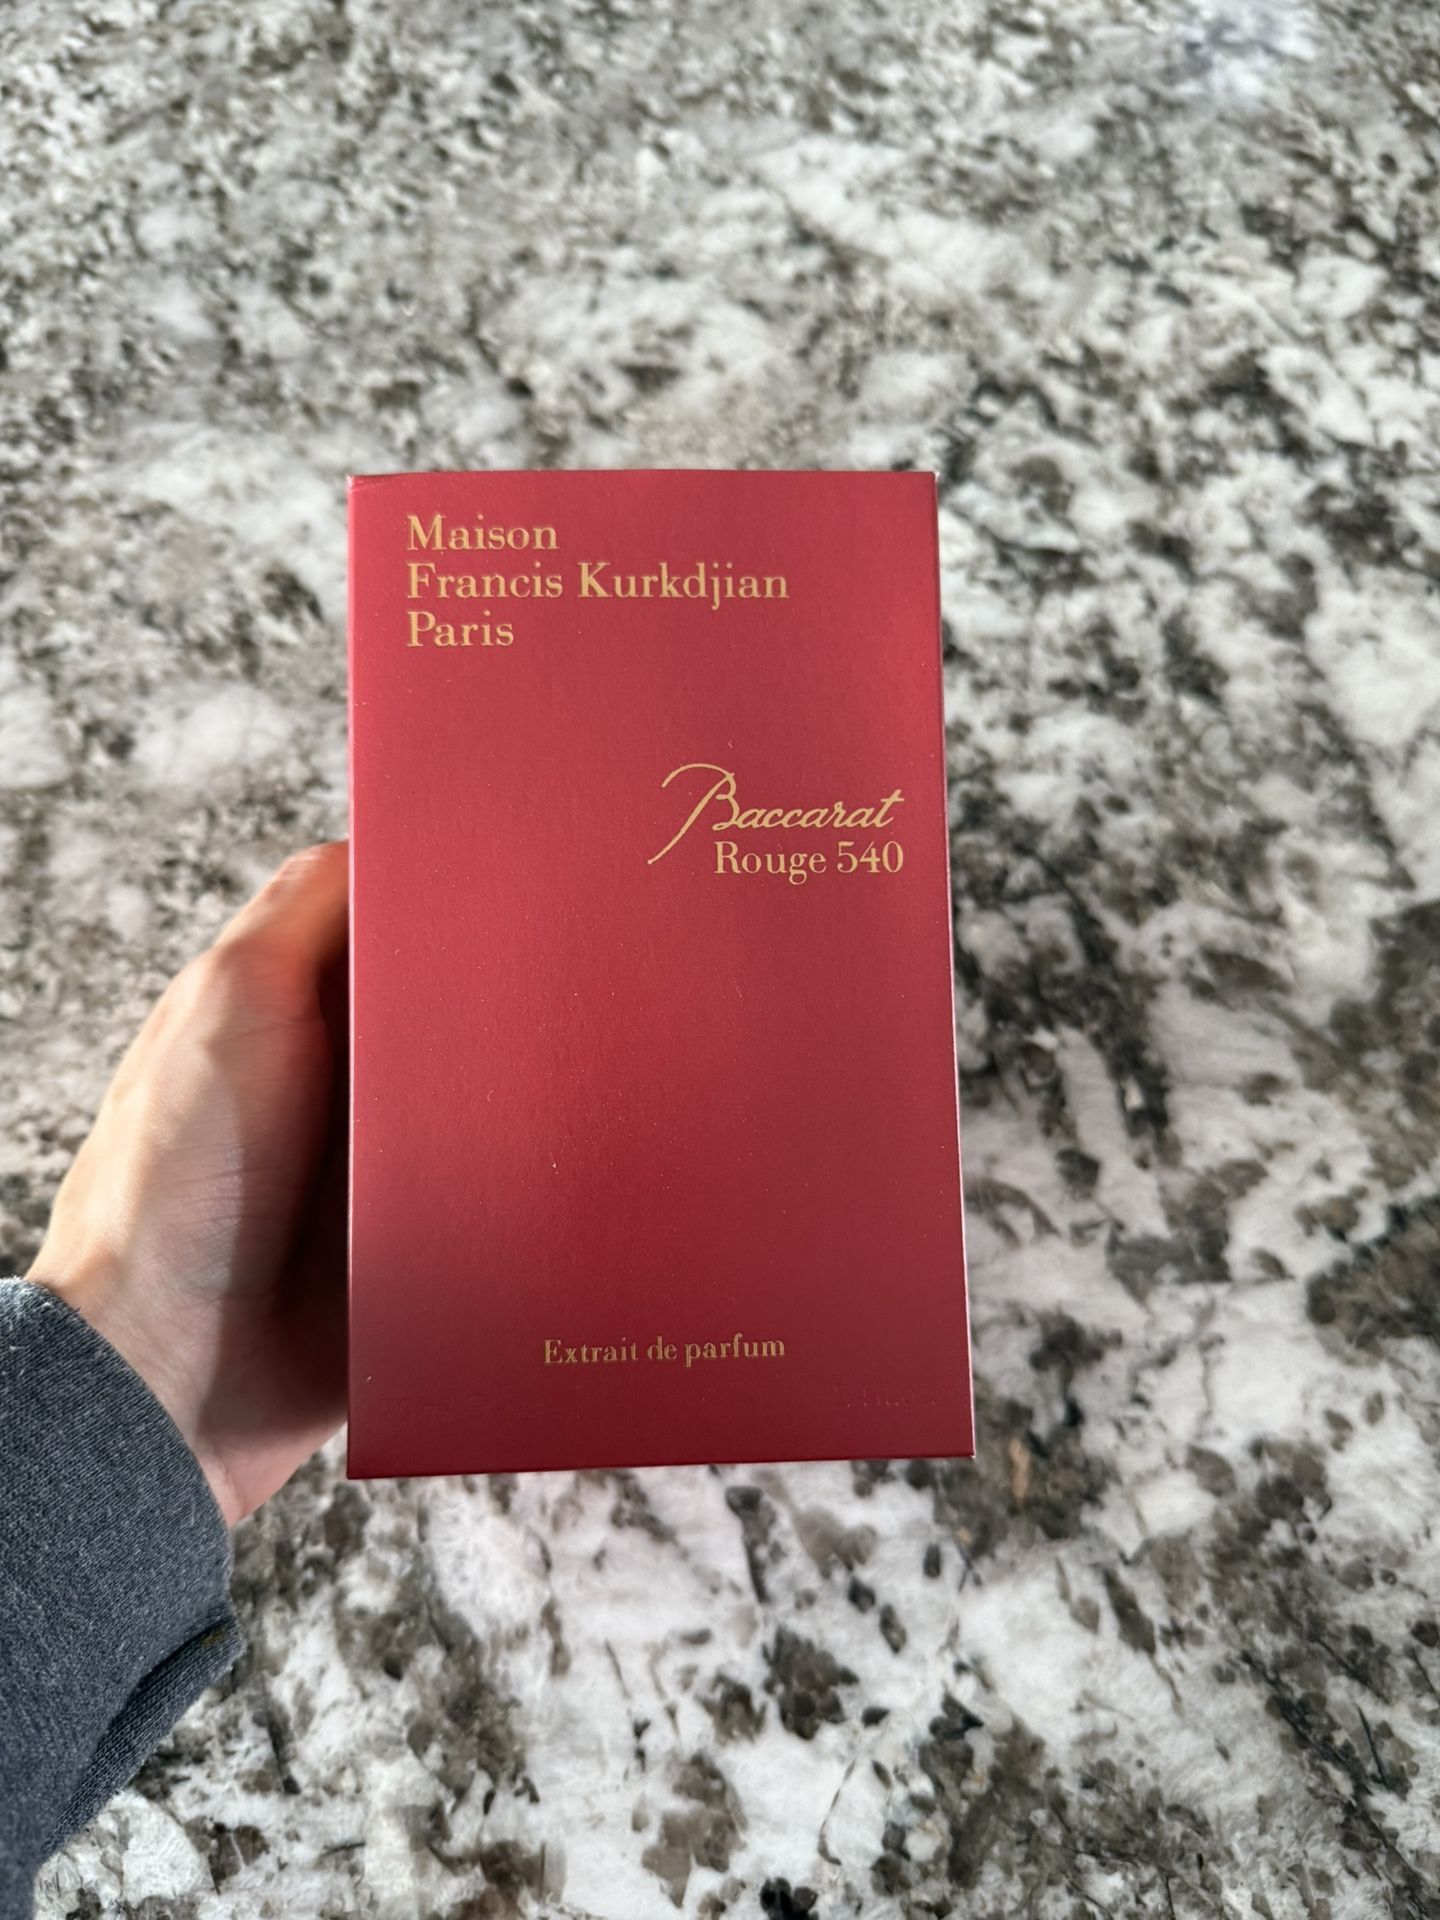 Maison
Francis Kurkdjian
Paris
Baccarat
Rouge 540
Extrait de parfum